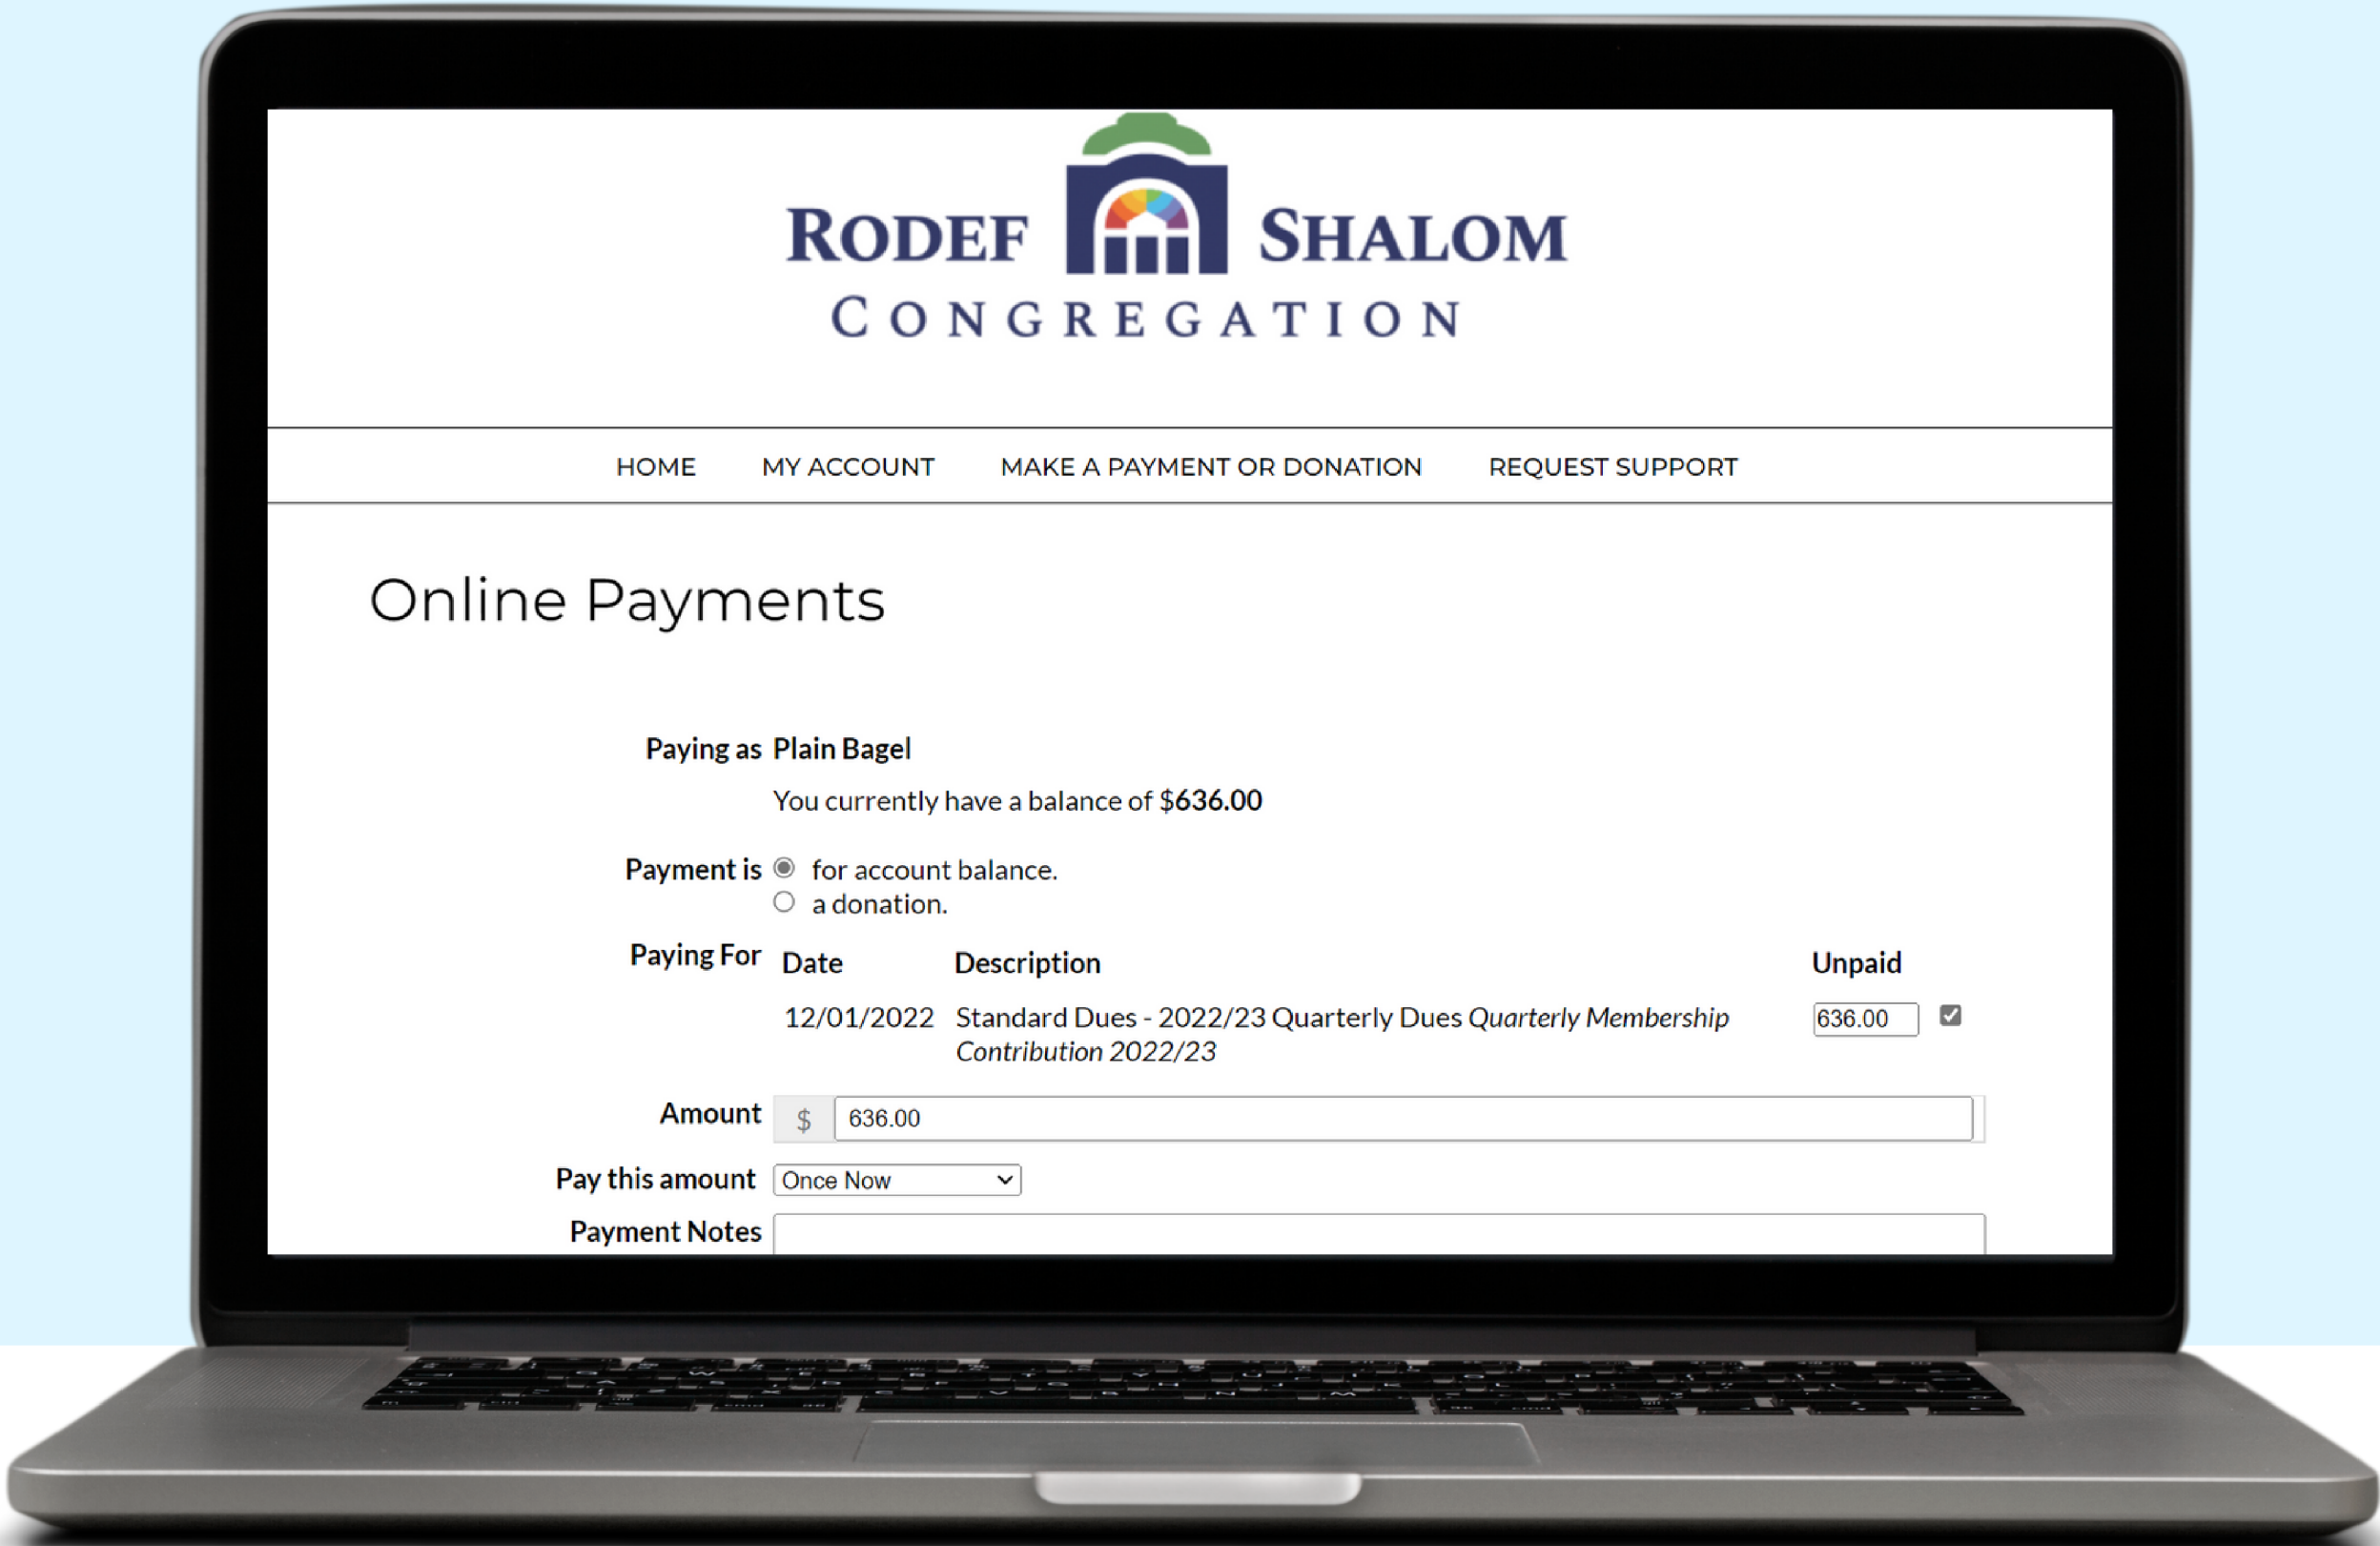 RODEF SHALOM
CONGREGATION
HOME MY ACCOUNT MAKE A PAYMENT OR DONATION REQUEST SUPPORT
Online Payments
Paying as Plain Bagel
You currently have a balance of $636.00
Payment is for account balance.
a donation.
Paying For Date Description Unpaid
12/01/2022 Standard Dues - 2022/23 Quarterly Dues Quarterly Membership 636.00
Contribution 2022/23
Amount $ 636.00
Pay this amount Once Now
Payment Notes